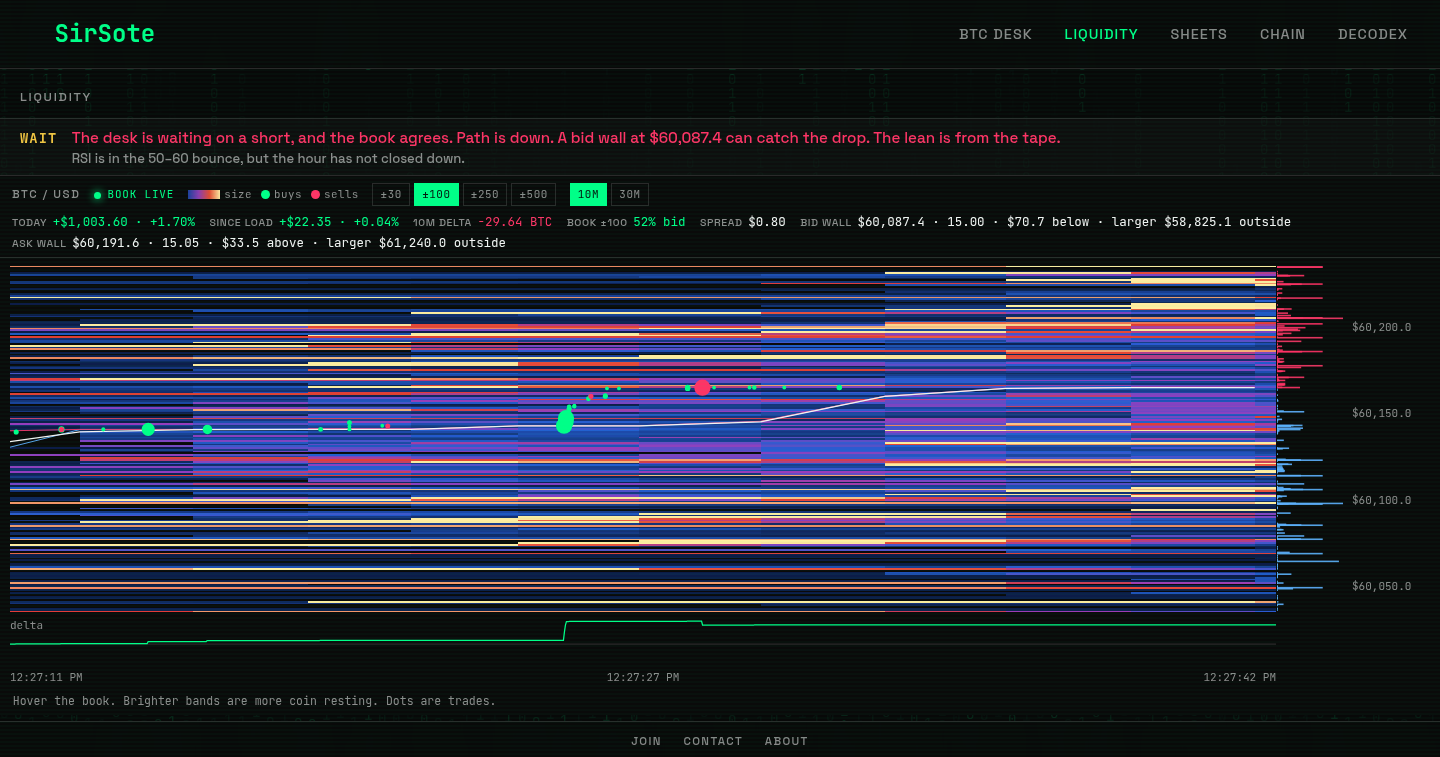 SirSote
BTC DESK LIQUIDITY SHEETS CHAIN DECODEX
LIQUIDITY
WAIT The desk is waiting on a short, and the book agrees. Path is down. A bid wall at $60,087.4 can catch the drop. The lean is from the tape.
RSI is in the 50–60 bounce, but the hour has not closed down.
BTC / USD BOOK LIVE size buys sells ±30 ±100 ±250 ±500 10M 30M
TODAY +$1,003.60 · +1.70% SINCE LOAD +$22.35 · +0.04% 10M DELTA -29.64 BTC BOOK ±100 52% bid SPREAD $0.80 BID WALL $60,087.4 · 15.00 · $70.7 below · larger $58,825.1 outside
ASK WALL $60,191.6 · 15.05 · $33.5 above · larger $61,240.0 outside
$60,200.0
$60,150.0
$60,100.0
$60,050.0
delta
12:27:11 PM 12:27:27 PM 12:27:42 PM
Hover the book. Brighter bands are more coin resting. Dots are trades.
JOIN CONTACT ABOUT